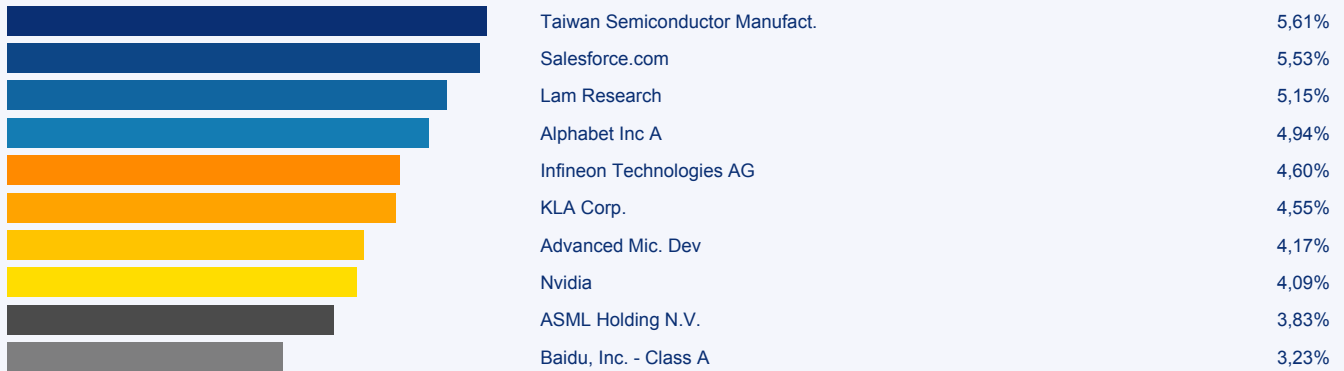 Taiwan Semiconductor Manufact. 5,61%
Salesforce.com 5,53%
Lam Research 5,15%
Alphabet Inc A 4,94%
Infineon Technologies AG 4,60%
KLA Corp. 4,55%
Advanced Mic. Dev 4,17%
Nvidia 4,09%
ASML Holding N.V. 3,83%
Baidu, Inc. - Class A 3,23%